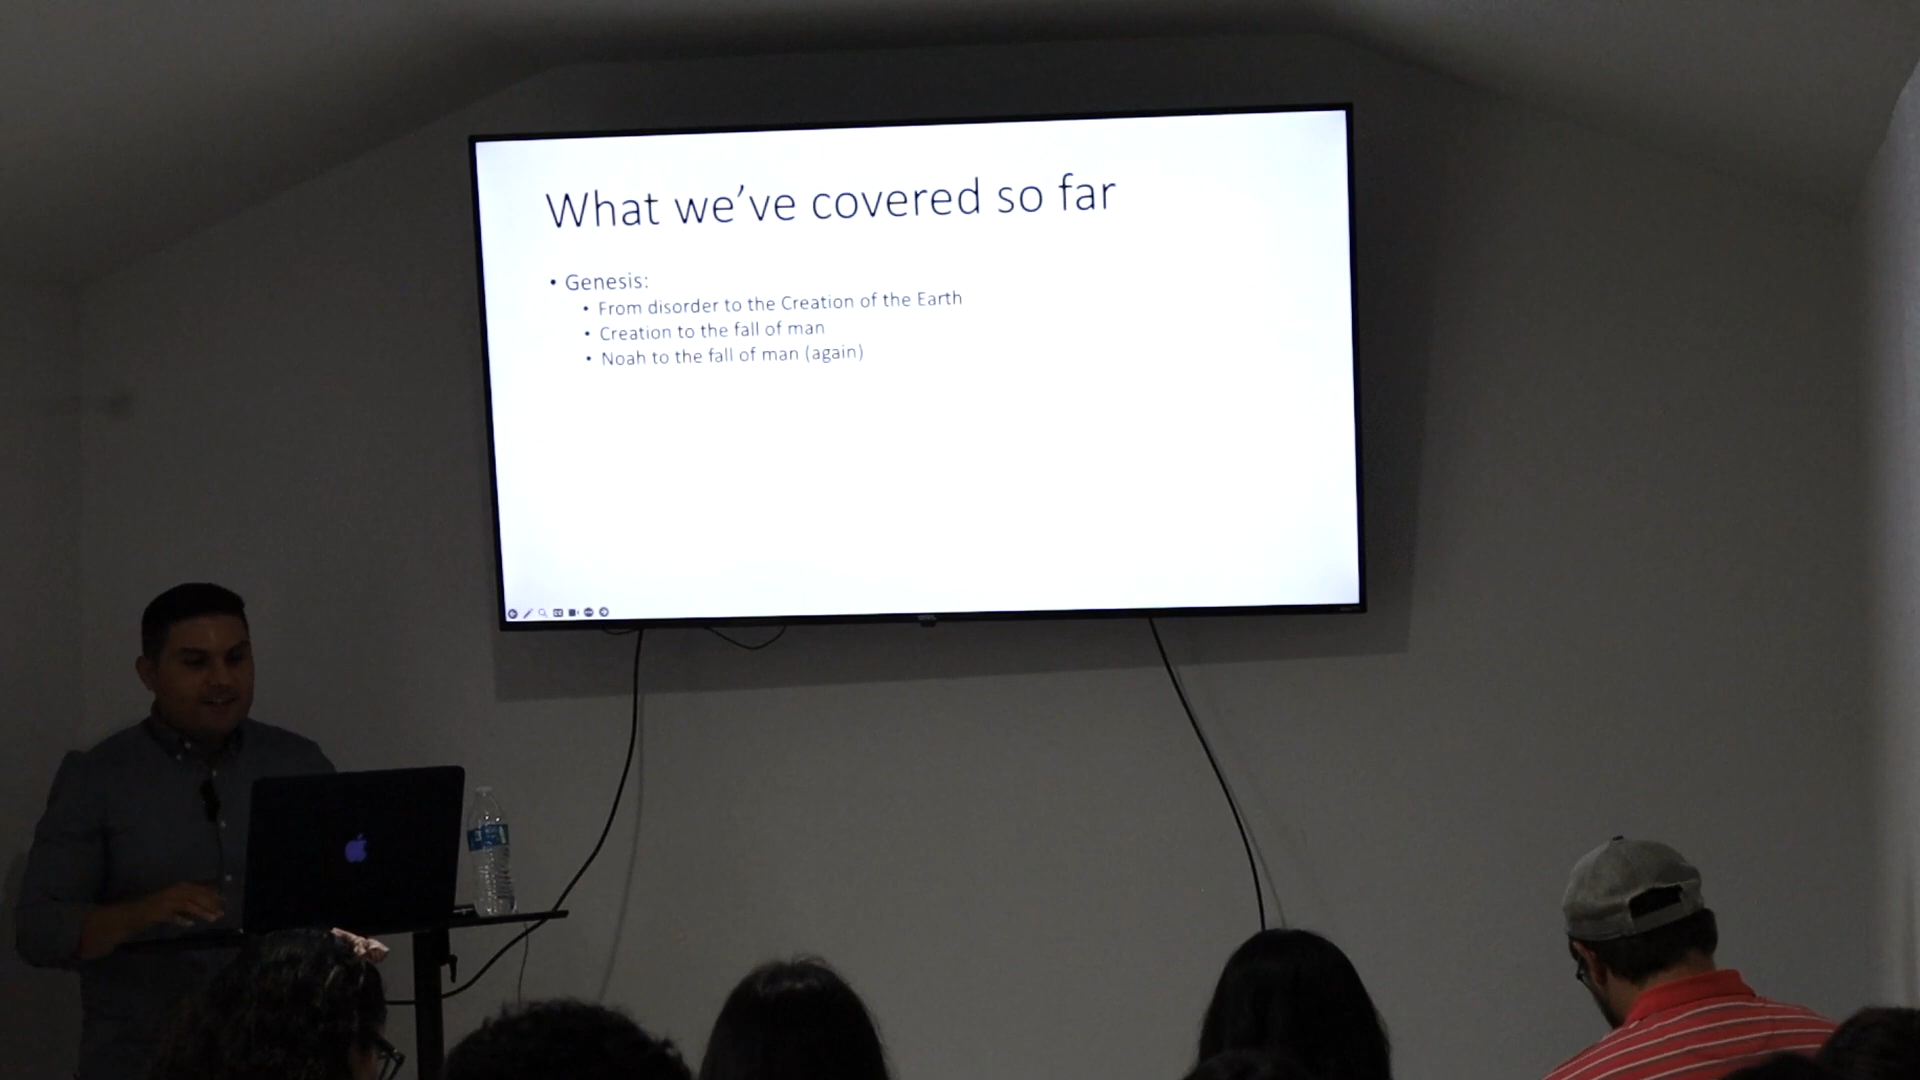 What we've covered so far
• Genesis:
• From disorder to the Creation of the Earth
• Creation to the fall of man
• Noah to the fall of man (again)